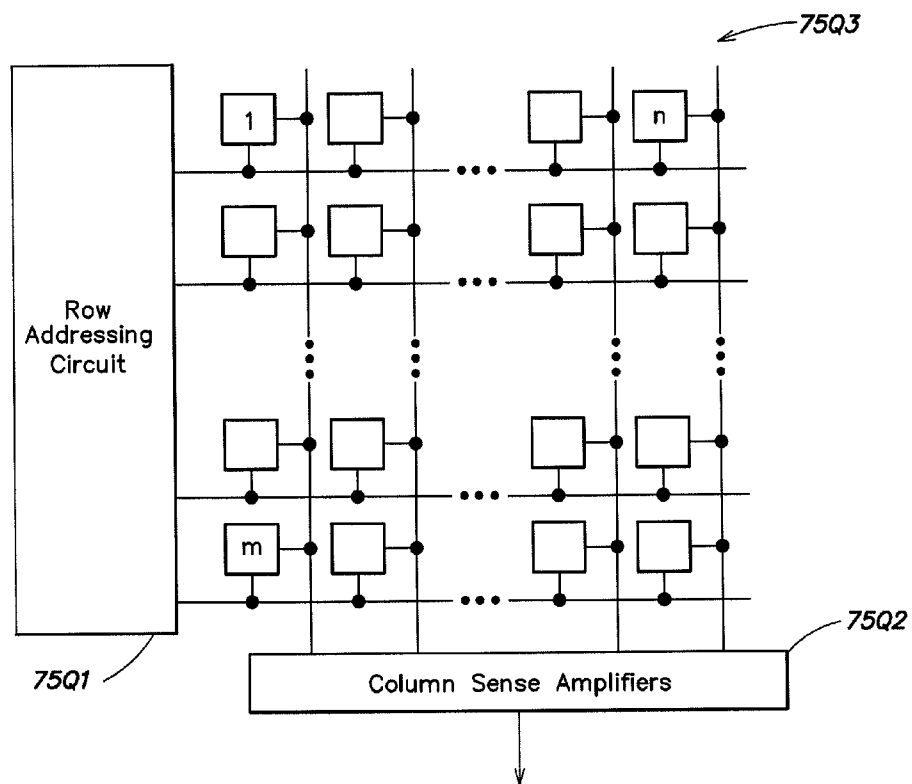 75Q3
1
n
Row
Addressing
Circuit
m
75Q1
75Q2
Column Sense Amplifiers